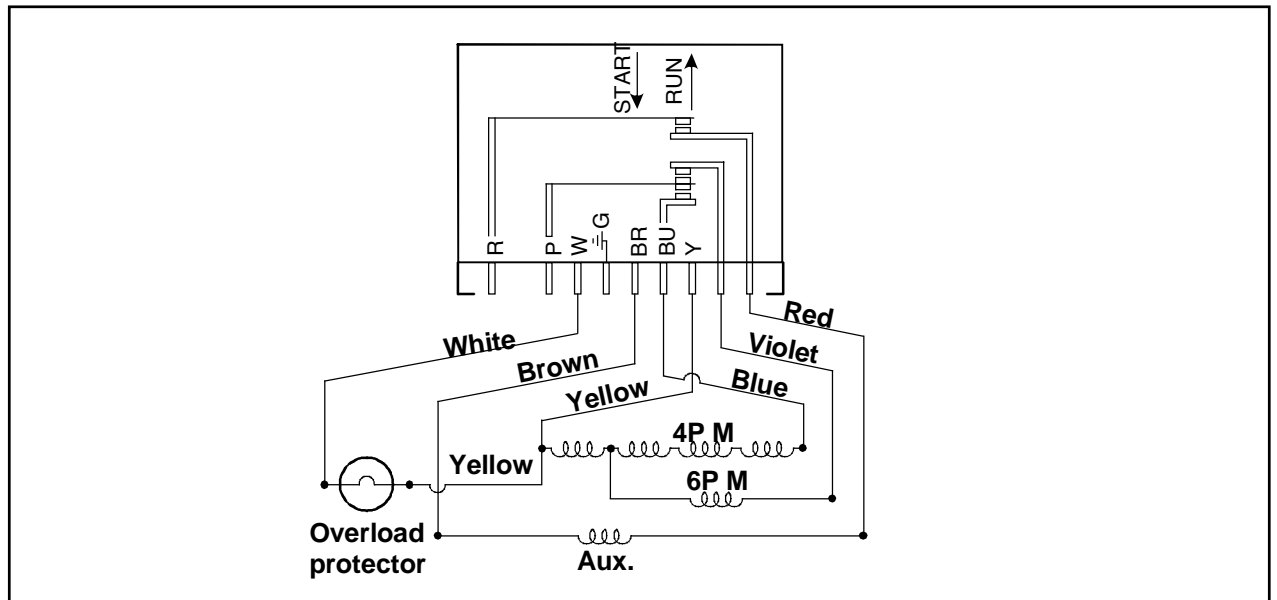 START
RUN
R
P
W
G
BR
BU
Y
Red
White
Violet
Brown
Blue
Yellow
4P M
Yellow
6P M
Overload
protector
Aux.